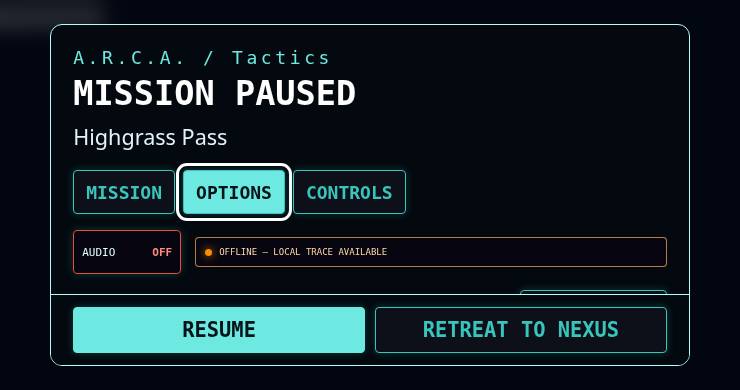 A.R.C.A. / Tactics
MISSION PAUSED
Highgrass Pass
MISSION OPTIONS CONTROLS
AUDIO OFF OFFLINE — LOCAL TRACE AVAILABLE
RESUME RETREAT TO NEXUS